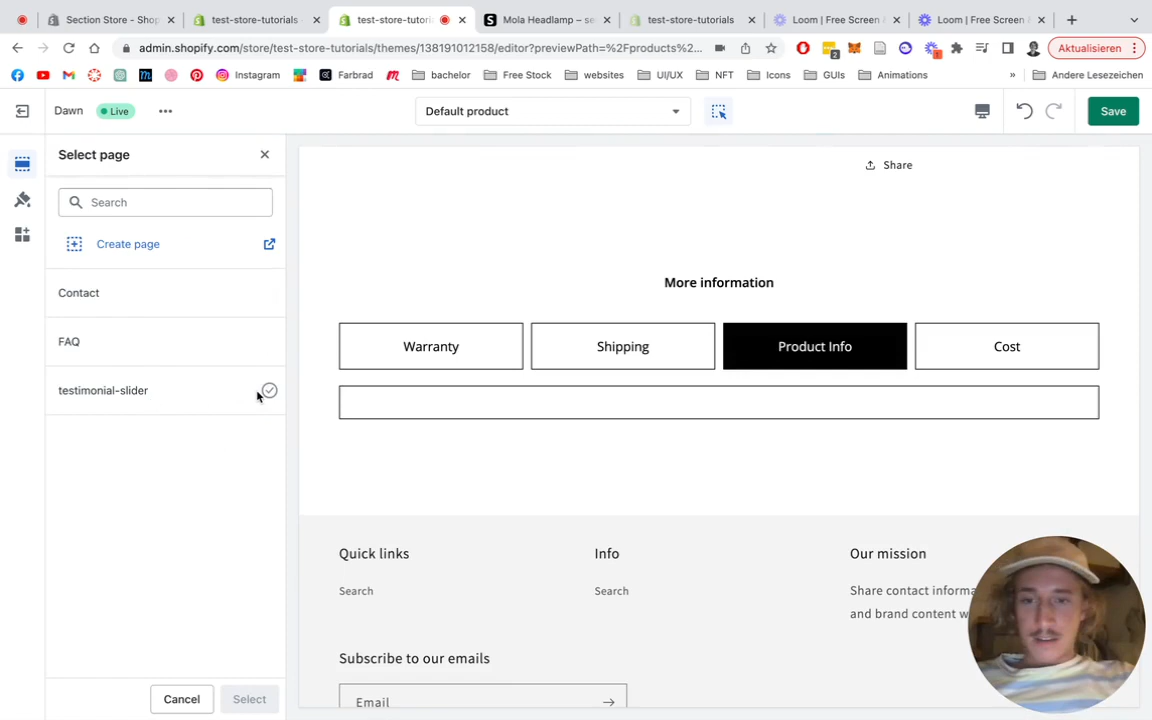 Section Store - Shop
test-store-tutorials
test-store-tutoria
Mola Headlamp – se
test-store-tutorials
Loom | Free Screen
Loom | Free Screen
admin.shopify.com/store/test-store-tutorials/themes/138191012158/editor?previewPath=%2Fproducts%2...
2
Aktualisieren
Instagram
Farbrad
bachelor
Free Stock
websites
UI/UX
NFT
Icons
GUIs
Animations
»
Andere Lesezeichen
Dawn
Live
Default product
Save
Select page
Share
Search
Create page
More information
Contact
Warranty
Shipping
Product Info
Cost
FAQ
testimonial-slider
Quick links
Info
Our mission
Search
Search
Share contact informa
and brand content w
Subscribe to our emails
Cancel
Select
Email